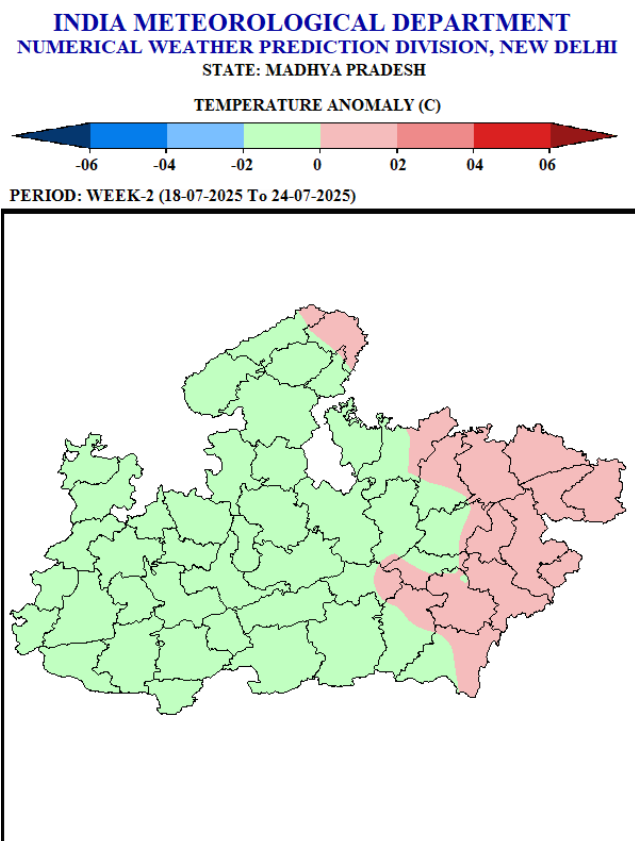 INDIA METEOROLOGICAL DEPARTMENT
NUMERICAL WEATHER PREDICTION DIVISION, NEW DELHI
STATE: MADHYA PRADESH
TEMPERATURE ANOMALY (C)
-06 -04 -02 0 02 04 06
PERIOD: WEEK-2 (18-07-2025 To 24-07-2025)